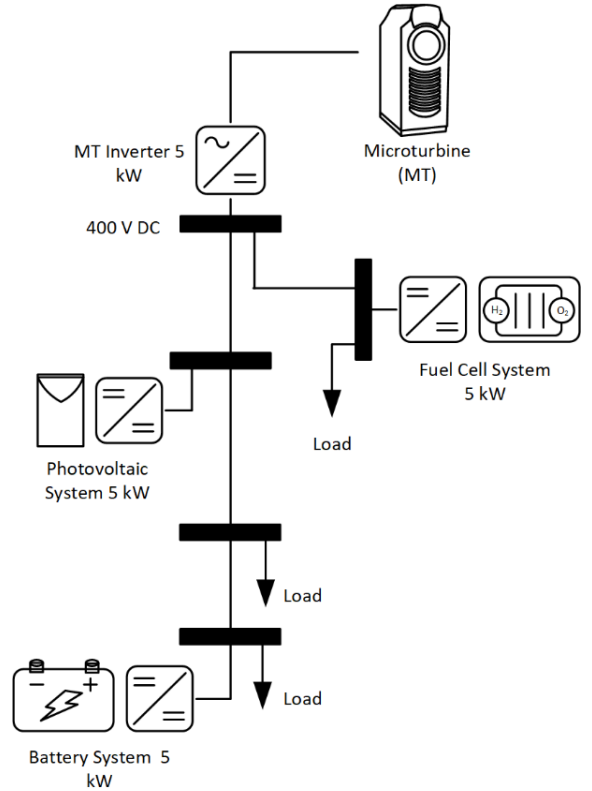 MT Inverter 5
kW
Microturbine
(MT)
400 V DC
H₂
O₂
Fuel Cell System
5 kW
Load
Photovoltaic
System 5 kW
Load
Load
Battery System 5
kW